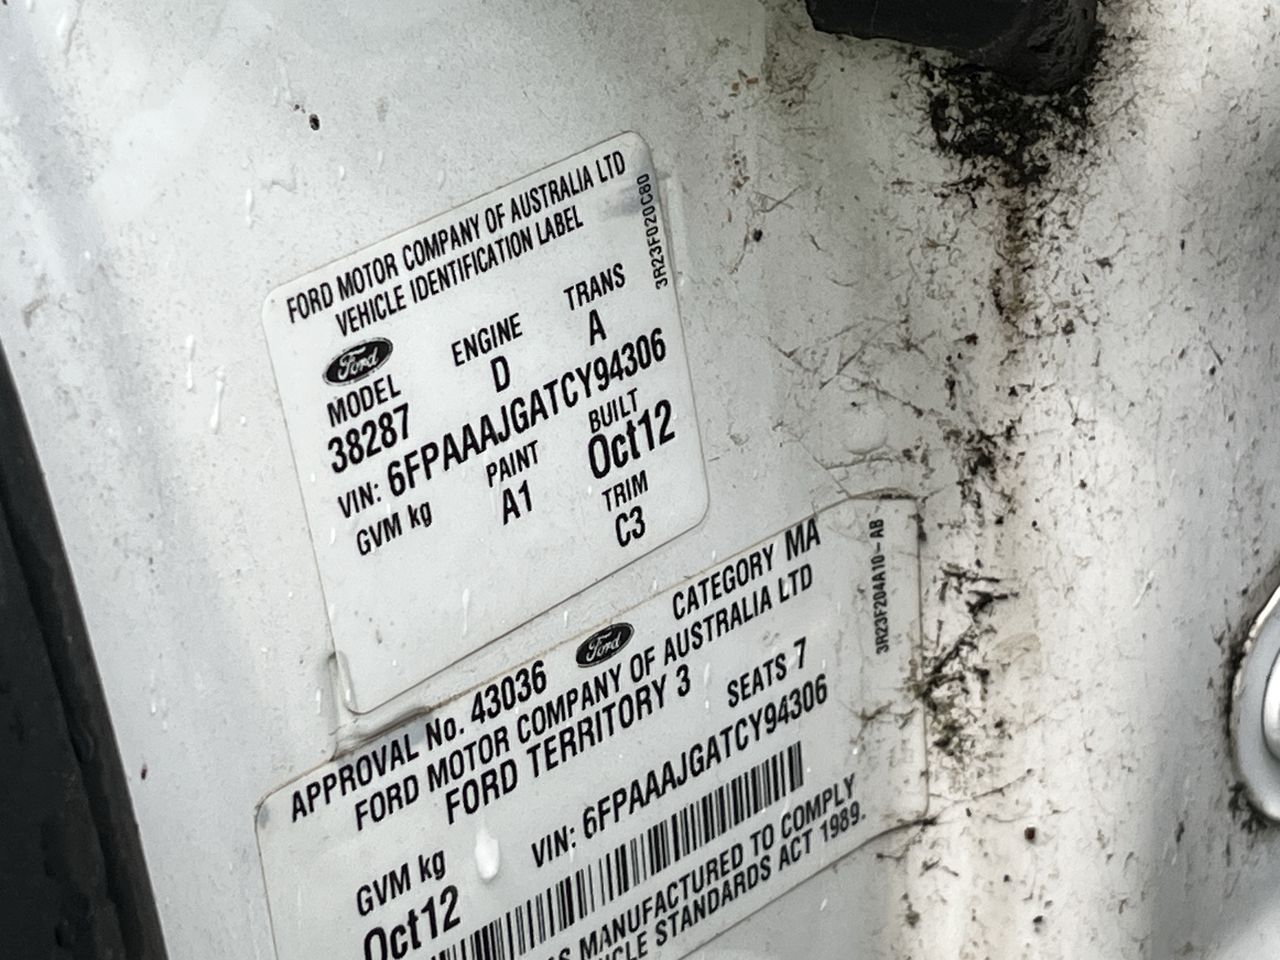 FORD MOTOR COMPANY OF AUSTRALIA LTD
VEHICLE IDENTIFICATION LABEL
3R23F020C80
Ford
MODEL ENGINE TRANS
38287 D A
VIN: 6FPAAAJGATCY94306
GVM kg PAINT BUILT
A1 Oct12
TRIM
C3
APPROVAL No. 43036 Ford CATEGORY MA
FORD MOTOR COMPANY OF AUSTRALIA LTD
FORD TERRITORY 3 SEATS 7
3R23F204A10-AB
GVM kg VIN: 6FPAAAJGATCY94306
Oct12
MANUFACTURED TO COMPLY
STANDARDS ACT 1989.